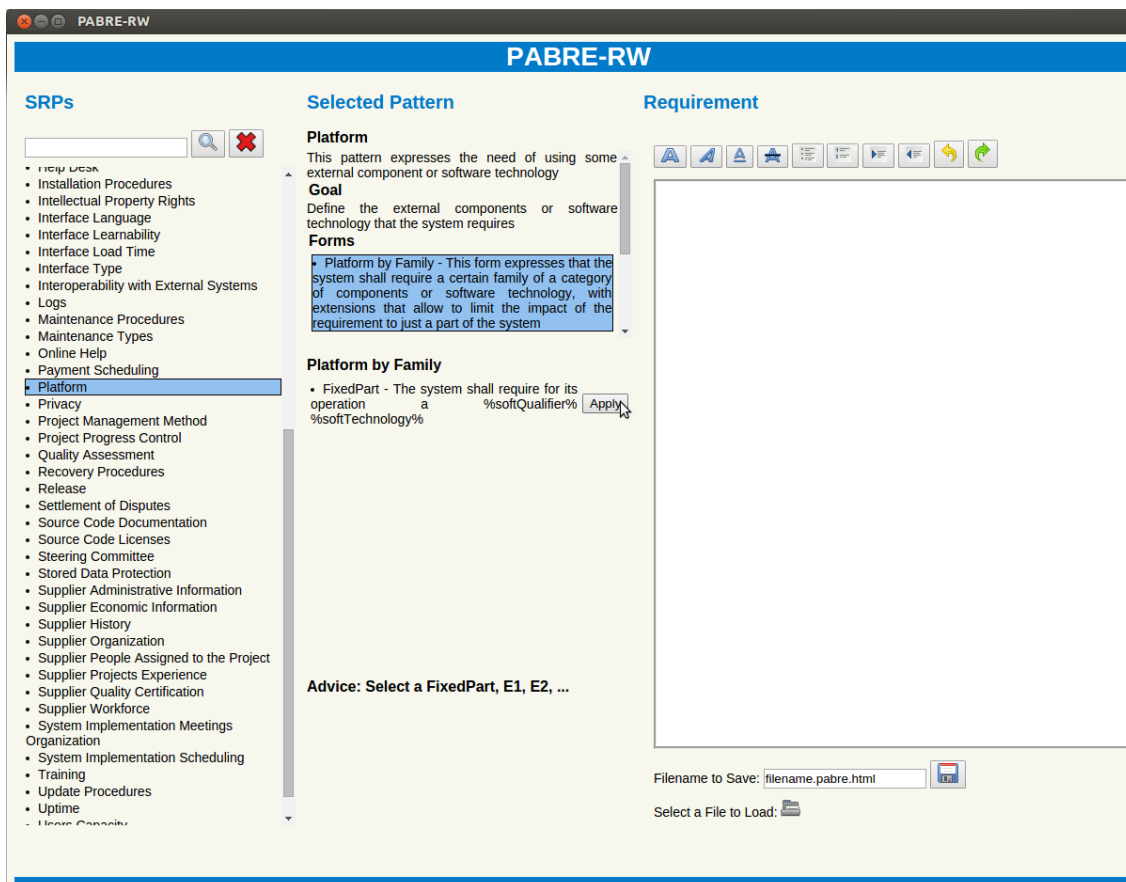 PABRE-RW
PABRE-RW
SRPs
Help Desk
• Installation Procedures
• Intellectual Property Rights
• Interface Language
• Interface Learnability
• Interface Load Time
• Interface Type
• Interoperability with External Systems
• Logs
• Maintenance Procedures
• Maintenance Types
• Online Help
• Payment Scheduling
• Platform
• Privacy
• Project Management Method
• Project Progress Control
• Quality Assessment
• Recovery Procedures
• Release
• Settlement of Disputes
• Source Code Documentation
• Source Code Licenses
• Steering Committee
• Stored Data Protection
• Supplier Administrative Information
• Supplier Economic Information
• Supplier History
• Supplier Organization
• Supplier People Assigned to the Project
• Supplier Projects Experience
• Supplier Quality Certification
• Supplier Workforce
• System Implementation Meetings
Organization
• System Implementation Scheduling
• Training
• Update Procedures
• Uptime
• Users Capacity
Selected Pattern
Platform
This pattern expresses the need of using some
external component or software technology
Goal
Define the external components or software
technology that the system requires
Forms
• Platform by Family - This form expresses that the
system shall require a certain family of a category
of components or software technology, with
extensions that allow to limit the impact of the
requirement to just a part of the system
Platform by Family
• FixedPart - The system shall require for its
operation a %softQualifier%
%softTechnology%
Apply
Advice: Select a FixedPart, E1, E2, ...
Requirement
Filename to Save: filename.pabre.html
Select a File to Load: